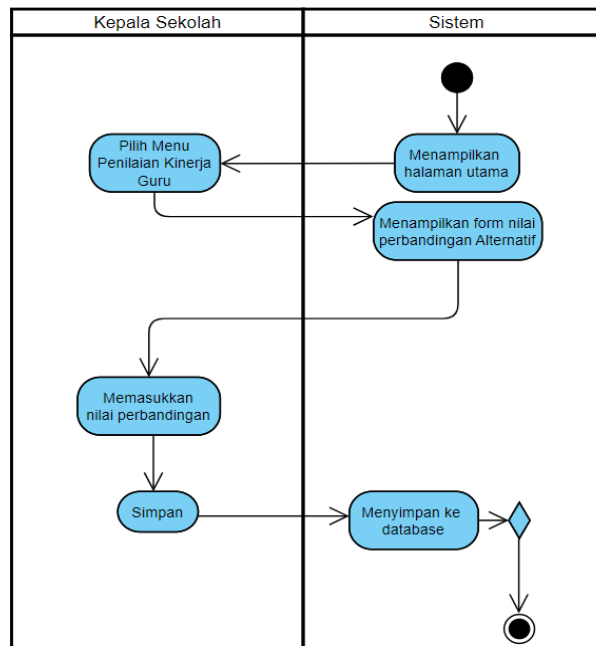 Kepala Sekolah
Sistem
Pilih Menu
Penilaian Kinerja
Guru
Menampilkan
halaman utama
Menampilkan form nilai
perbandingan Alternatif
Memasukkan
nilai perbandingan
Simpan
Menyimpan ke
database